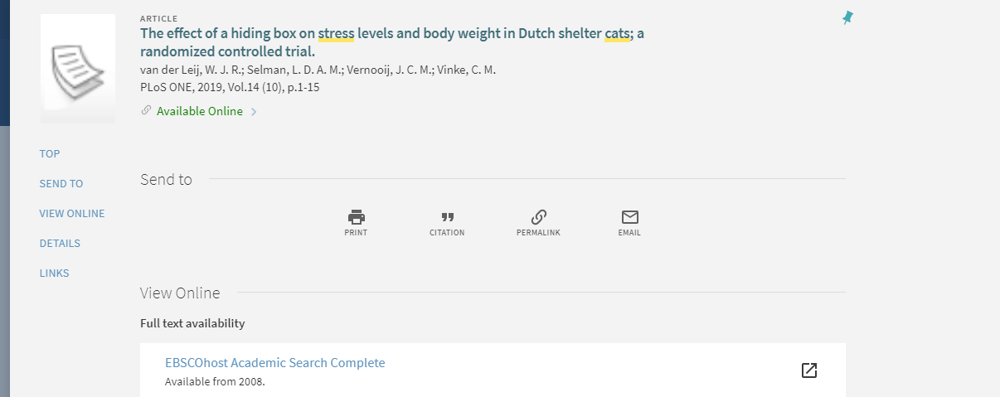 ARTICLE
The effect of a hiding box on stress levels and body weight in Dutch shelter cats; a
randomized controlled trial.
van der Leij, W. J. R.; Selman, L. D. A. M.; Vernooij, J. C. M.; Vinke, C. M.
PLoS ONE, 2019, Vol.14 (10), p.1-15
Available Online
TOP
SEND TO
VIEW ONLINE
DETAILS
LINKS
Send to
PRINT
CITATION
PERMALINK
EMAIL
View Online
Full text availability
EBSCOhost Academic Search Complete
Available from 2008.